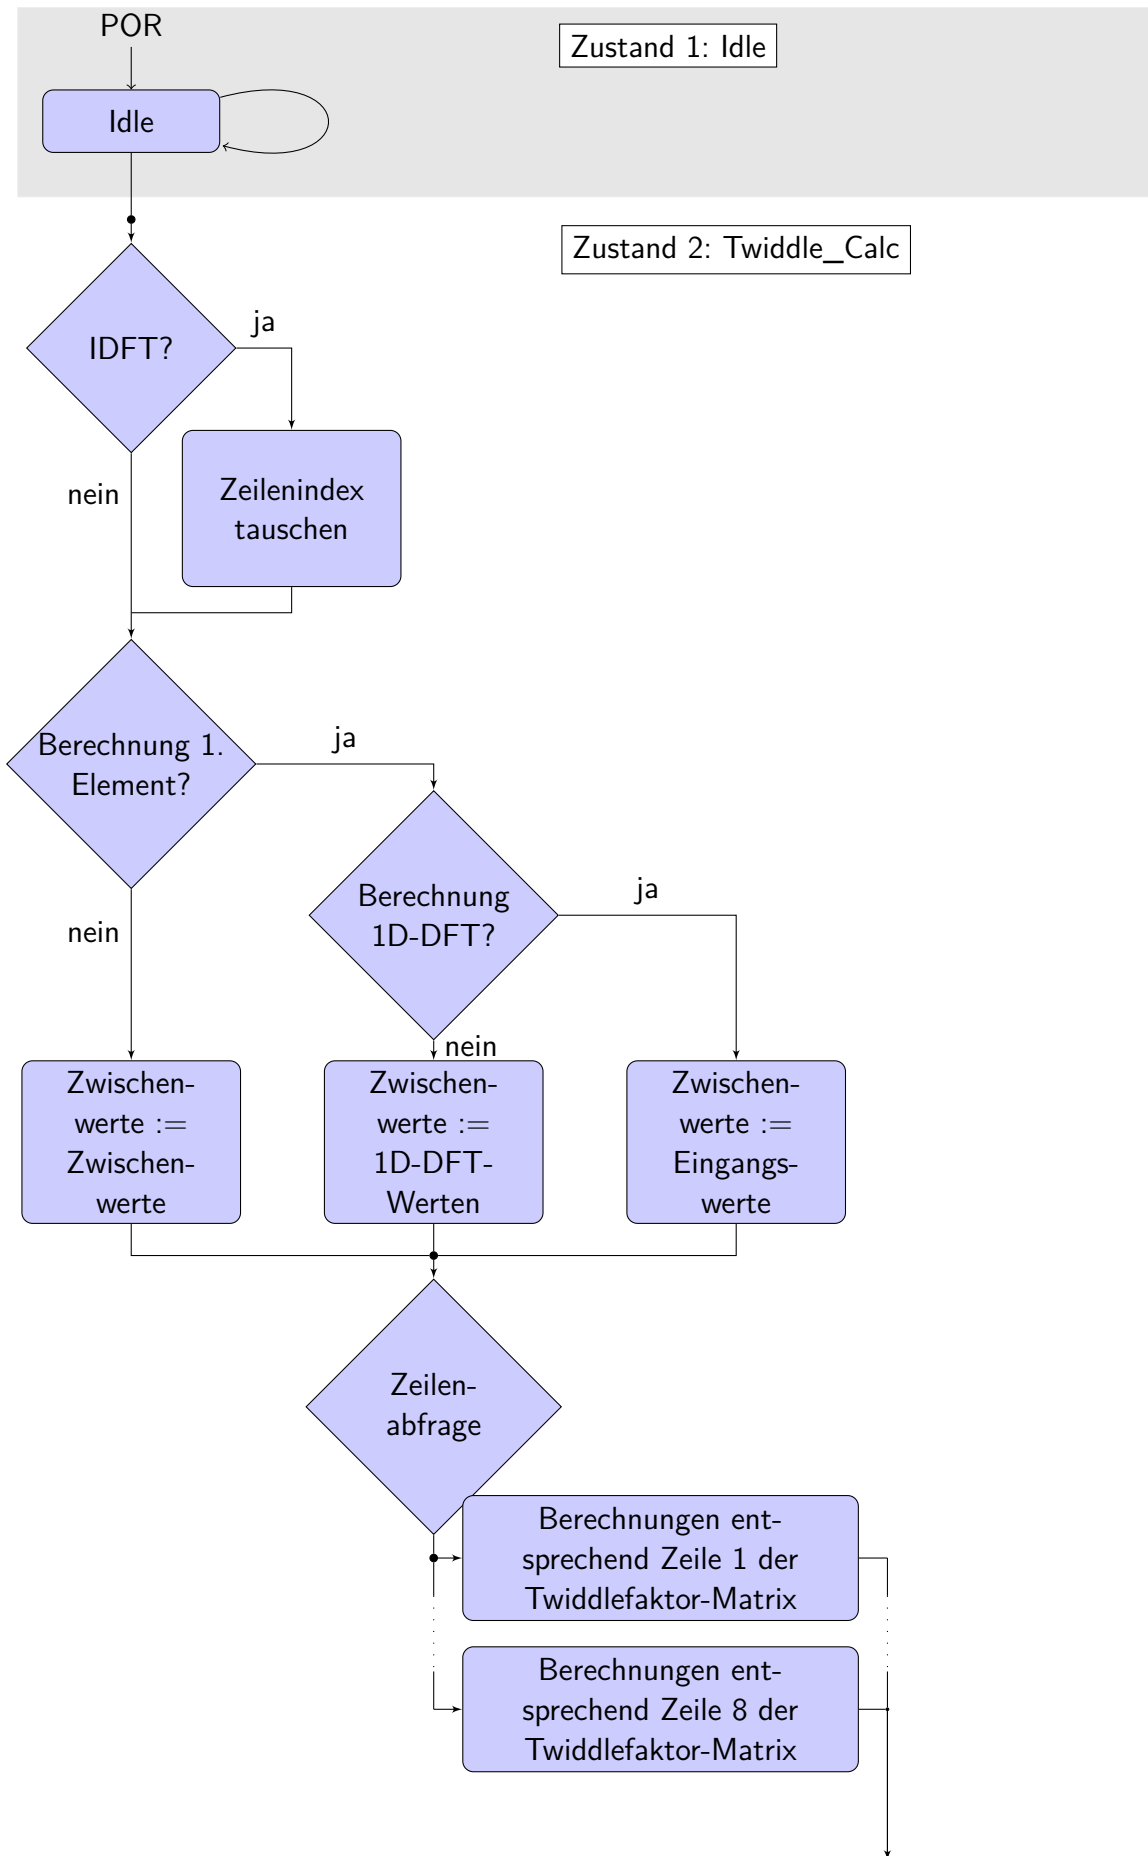 POR
Zustand 1: Idle
Idle
Zustand 2: Twiddle_Calc
IDFT?
ja
nein
Zeilenindex
tauschen
Berechnung 1.
Element?
ja
nein
Berechnung
1D-DFT?
ja
nein
Zwischen-
werte :=
Zwischen-
werte
Zwischen-
werte :=
1D-DFT-
Werten
Zwischen-
werte :=
Eingangs-
werte
Zeilen-
abfrage
Berechnungen ent-
sprechend Zeile 1 der
Twiddlefaktor-Matrix
Berechnungen ent-
sprechend Zeile 8 der
Twiddlefaktor-Matrix